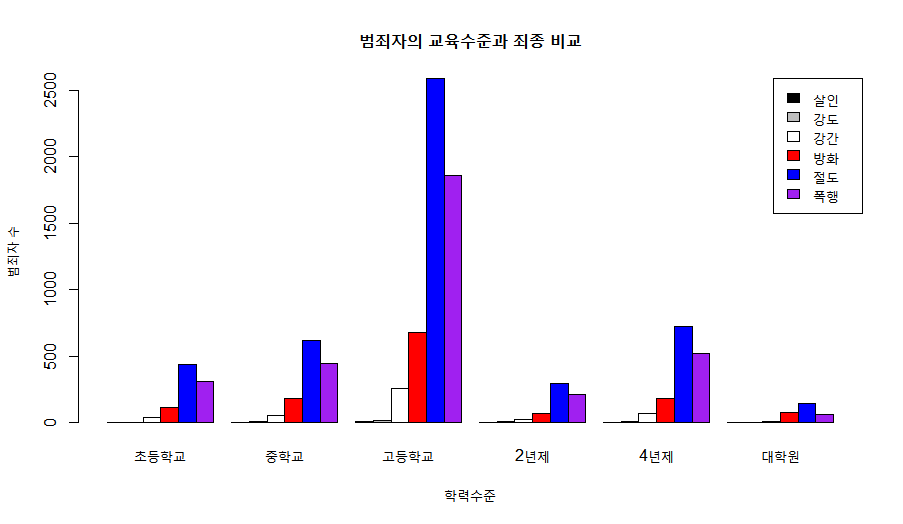 범죄자의 교육수준과 죄종 비교
살인
강도
강간
방화
절도
폭행
범죄자 수
2500
2000
1500
1000
500
0
초등학교 중학교 고등학교 2년제 4년제 대학원
학력수준